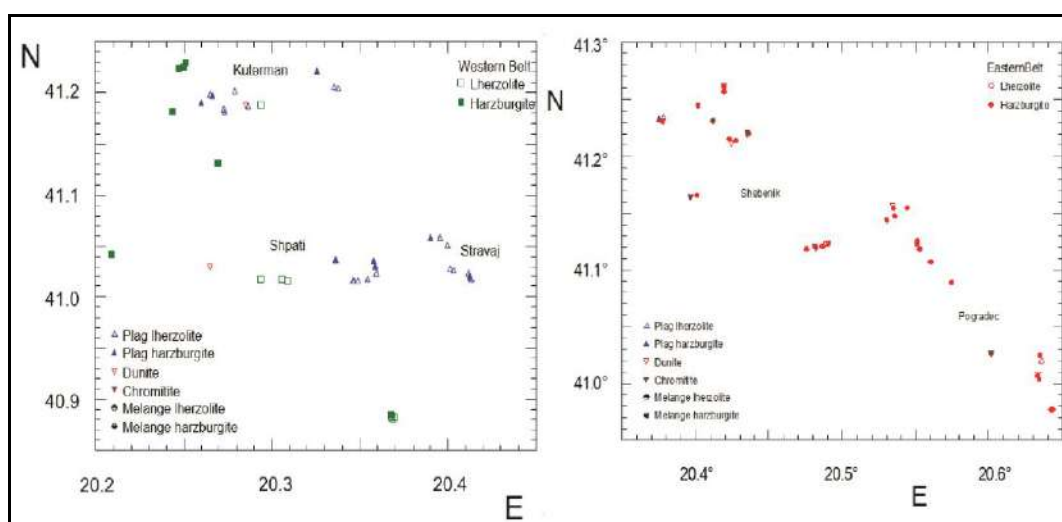 N
41.2
41.1
41.0
40.9
20.2
20.3
20.4
E
Kuterman
Western Belt
Lherzolite
Harzburgite
Shpati
Stravaj
Plag lherzolite
Plag harzburgite
Dunite
Chromitite
Melange lherzolite
Melange harzburgite
N
41.3°
41.2°
41.1°
41.0°
20.4°
20.5°
20.6°
E
EasternBelt
Lherzolite
Harzburgite
Shebenik
Pogradec
Plag lherzolite
Plag harzburgite
Dunite
Chromitite
Melange lherzolite
Melange harzburgite